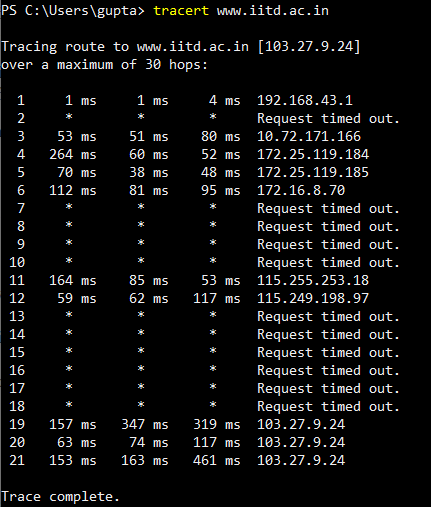 PS C:\Users\gupta> tracert www.iitd.ac.in
Tracing route to www.iitd.ac.in [103.27.9.24]
over a maximum of 30 hops:
1 1 ms 1 ms 4 ms 192.168.43.1
2 * * * Request timed out.
3 53 ms 51 ms 80 ms 10.72.171.166
4 264 ms 60 ms 52 ms 172.25.119.184
5 70 ms 38 ms 48 ms 172.25.119.185
6 112 ms 81 ms 95 ms 172.16.8.70
7 * * * Request timed out.
8 * * * Request timed out.
9 * * * Request timed out.
10 * * * Request timed out.
11 164 ms 85 ms 53 ms 115.255.253.18
12 59 ms 62 ms 117 ms 115.249.198.97
13 * * * Request timed out.
14 * * * Request timed out.
15 * * * Request timed out.
16 * * * Request timed out.
17 * * * Request timed out.
18 * * * Request timed out.
19 157 ms 347 ms 319 ms 103.27.9.24
20 63 ms 74 ms 117 ms 103.27.9.24
21 153 ms 163 ms 461 ms 103.27.9.24
Trace complete.